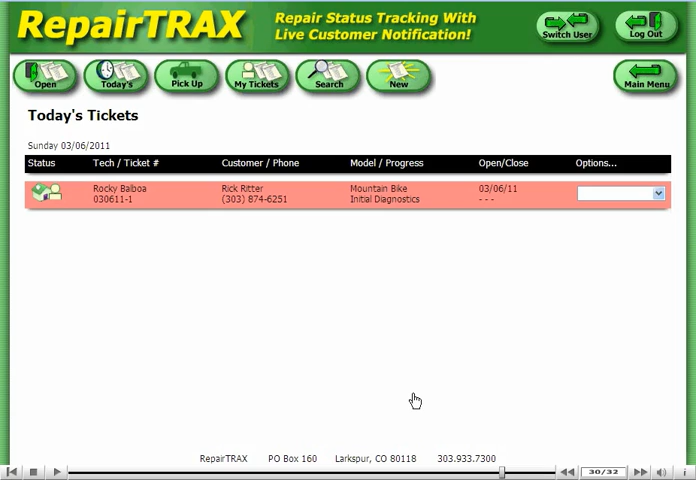 RepairTRAX
Repair Status Tracking With
Live Customer Notification!
Switch User
Log Out
Open
Today's
Pick Up
My Tickets
Search
New
Main Menu
Today's Tickets
Sunday 03/06/2011
Status Tech / Ticket # Customer / Phone Model / Progress Open/Close Options...
Rocky Balboa Rick Ritter Mountain Bike 03/06/11
030611-1 (303) 874-6251 Initial Diagnostics - - -
RepairTRAX PO Box 160 Larkspur, CO 80118 303.933.7300
30/32
i